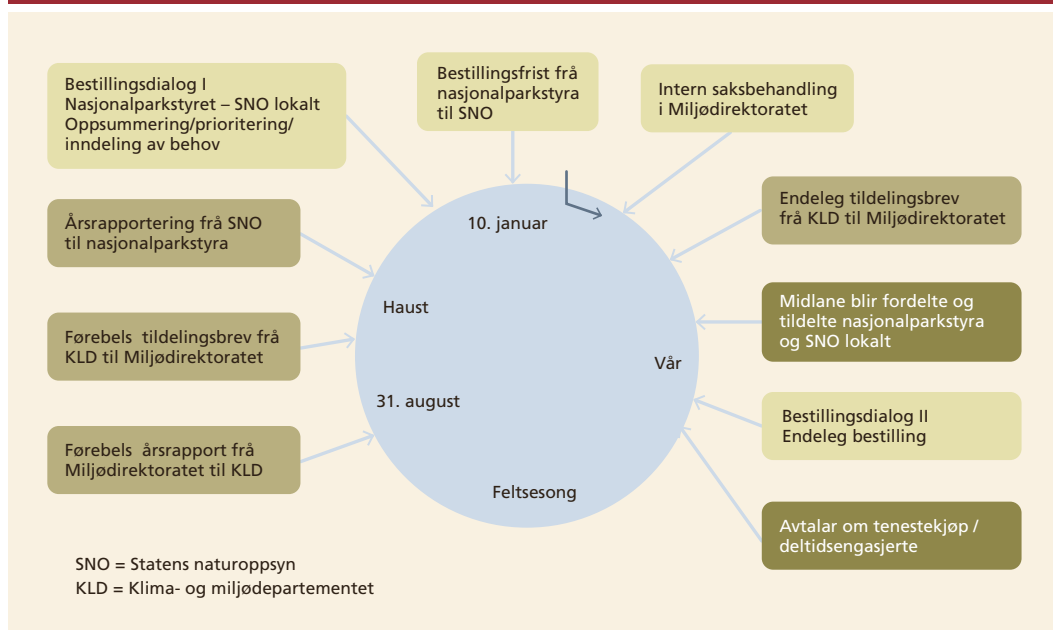 Bestillingsdialog I
Nasjonalparkstyret – SNO lokalt
Oppsummering/prioritering/
inndeling av behov
Bestillingsfrist frå
nasjonalparkstyra
til SNO
Intern saksbehandling
i Miljødirektoratet
Endeleg tildelingsbrev
frå KLD til Miljødirektoratet
Midlane blir fordelte og
tildelte nasjonalparkstyra
og SNO lokalt
Bestillingsdialog II
Endeleg bestilling
Avtalar om tenestekjøp /
deltidsengasjerte
Årsrapportering frå SNO
til nasjonalparkstyra
Førebels tildelingsbrev frå
KLD til Miljødirektoratet
Førebels årsrapport frå
Miljødirektoratet til KLD
10. januar
Haust
Vår
31. august
Feltsesong
SNO = Statens naturoppsyn
KLD = Klima- og miljødepartementet